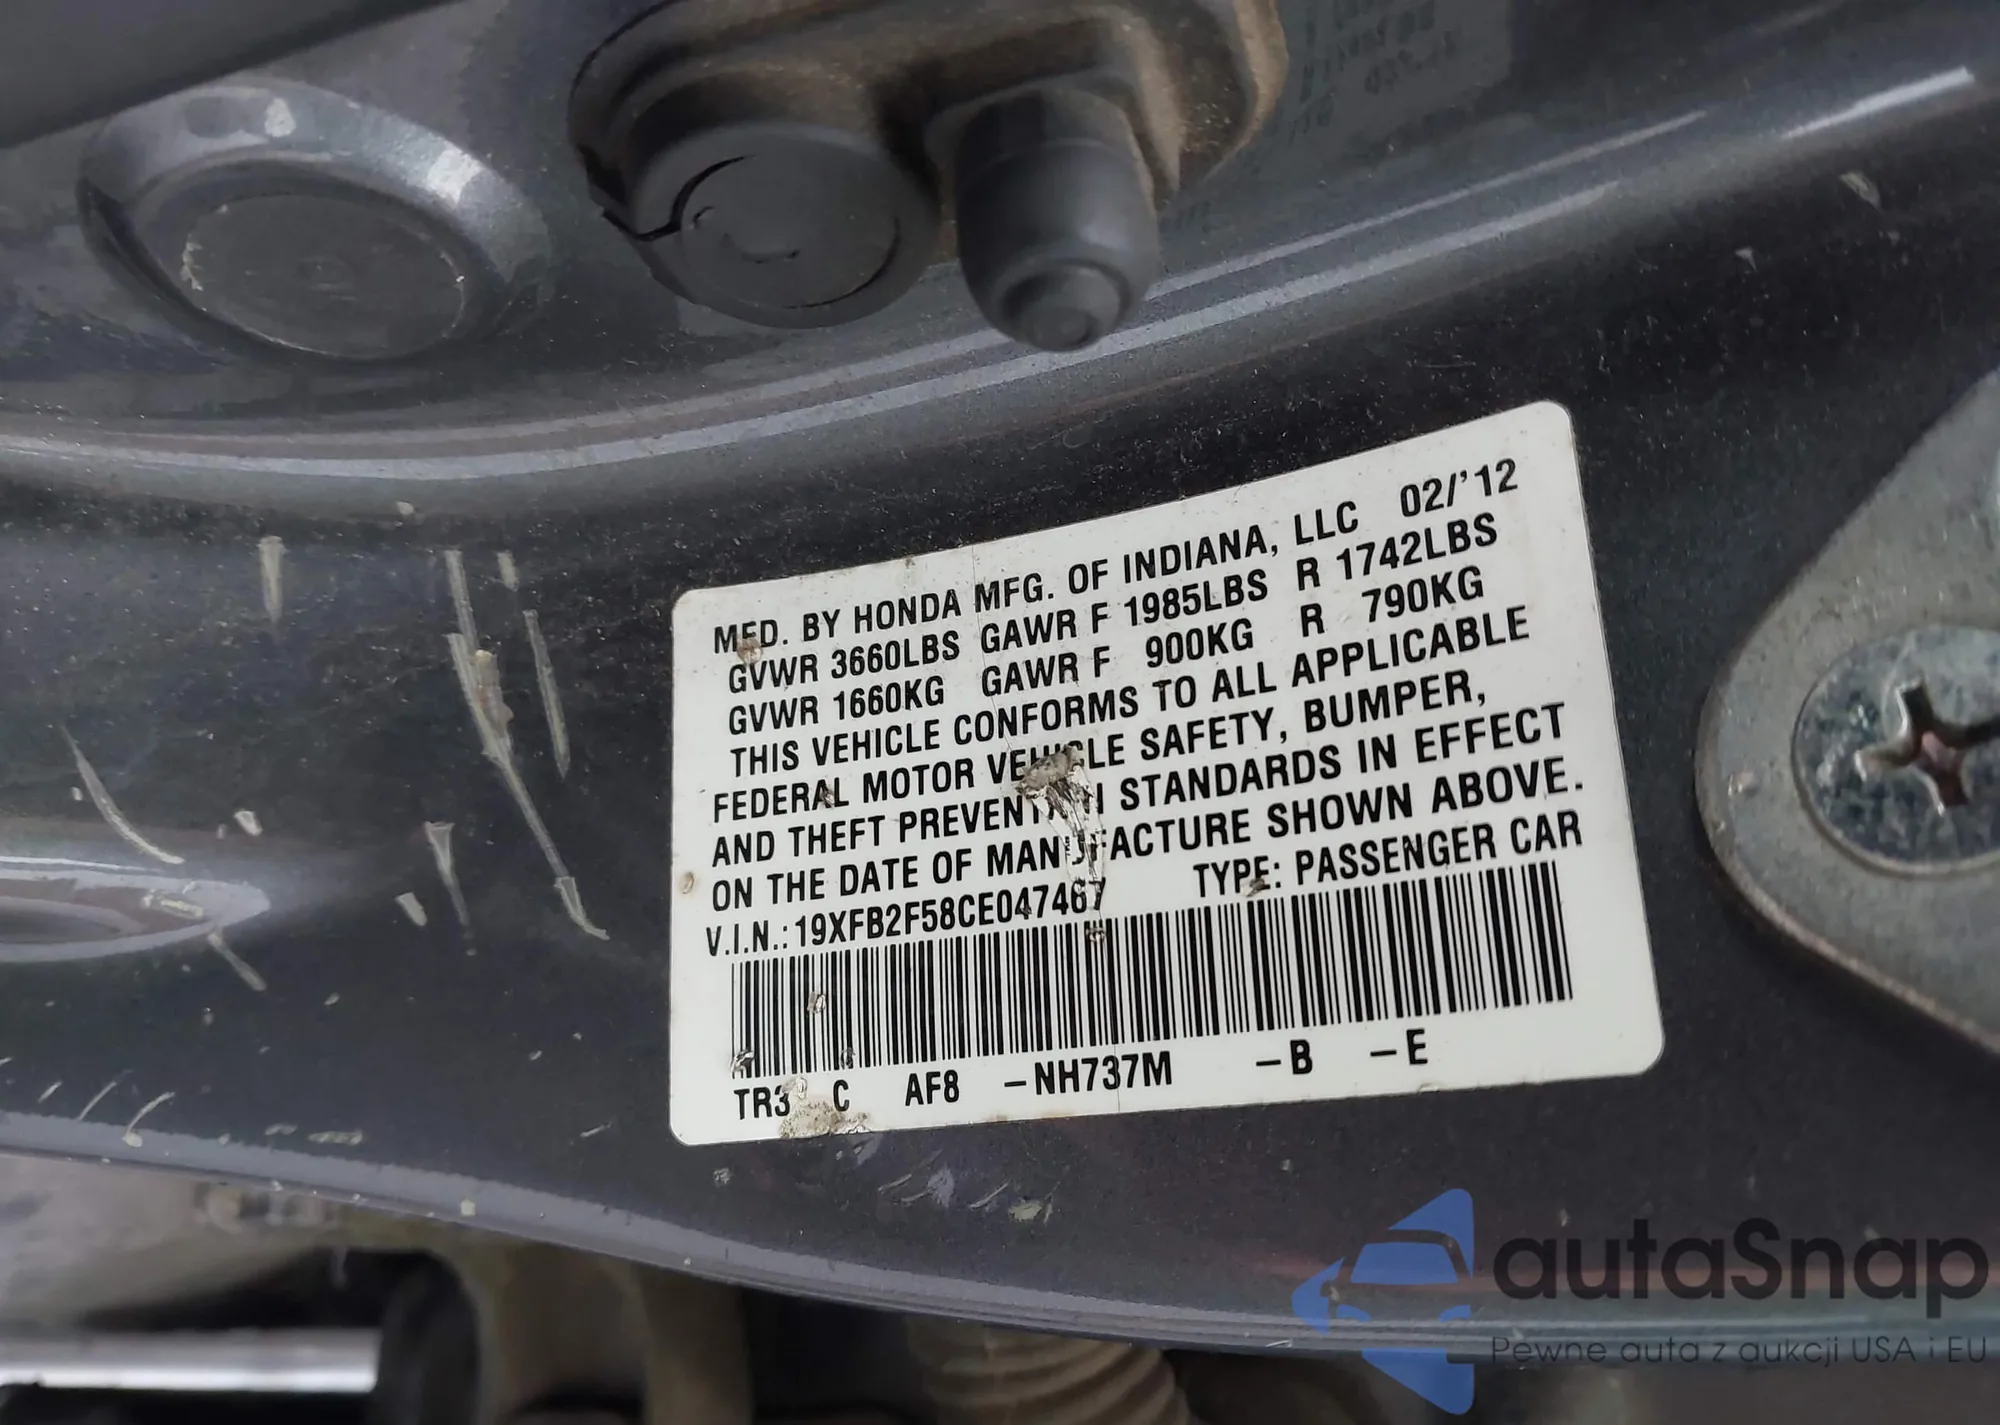 MFD. BY HONDA MFG. OF INDIANA, LLC 02/'12
GVWR 3660LBS GAWR F 1985LBS R 1742LBS
GVWR 1660KG GAWR F 900KG R 790KG
THIS VEHICLE CONFORMS TO ALL APPLICABLE
FEDERAL MOTOR VEHICLE SAFETY, BUMPER,
AND THEFT PREVENTION STANDARDS IN EFFECT
ON THE DATE OF MANUFACTURE SHOWN ABOVE.
V.I.N.: 19XFB2F58CE047467 TYPE: PASSENGER CAR
TR3 C AF8 –NH737M –B –E
autaSnap
Pewne auta z aukcji USA i EU